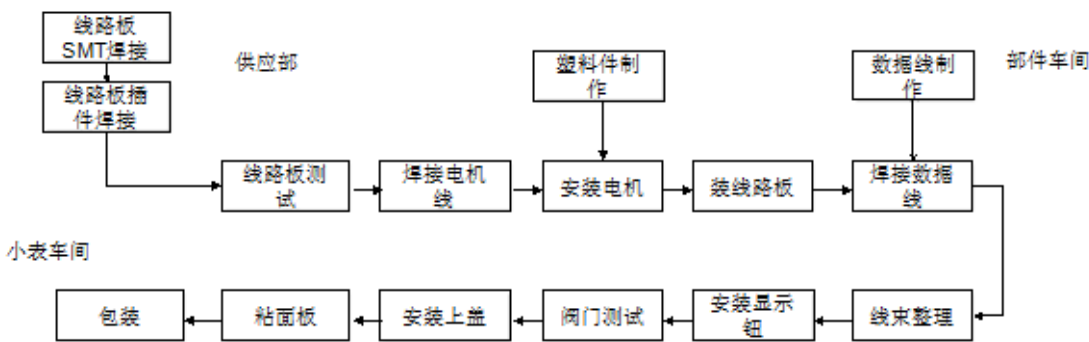 线路板
SMT焊接
供应部
塑料件制
作
数据线制
作
部件车间
线路板插
件焊接
线路板测
试
焊接电机
线
安装电机
装线路板
焊接数据
线
小表车间
包装
粘面板
安装上盖
阀门测试
安装显示
钮
线束整理